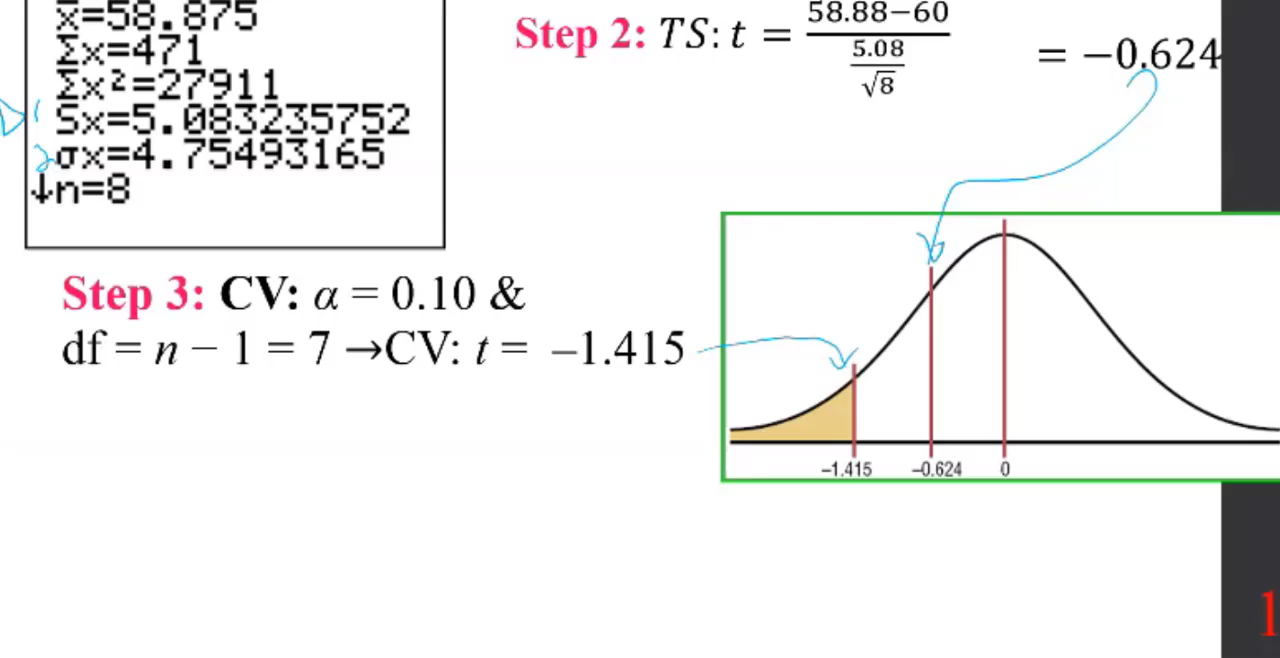 x̅=58.875
Σx=471
Σx²=27911
Sx=5.083235752
σx=4.75493165
↓n=8
Step 2: TS: t = (58.88−60)/(5.08/√8) = −0.624
Step 3: CV: α = 0.10 &
df = n − 1 = 7 →CV: t = –1.415
–1.415 –0.624 0
1